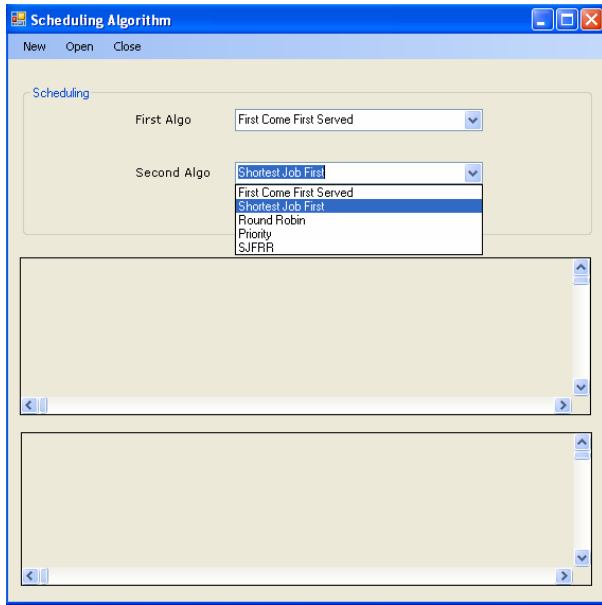 Scheduling Algorithm
New Open Close
Scheduling
First Algo First Come First Served
Second Algo Shortest Job First
First Come First Served
Shortest Job First
Round Robin
Priority
SJFRR